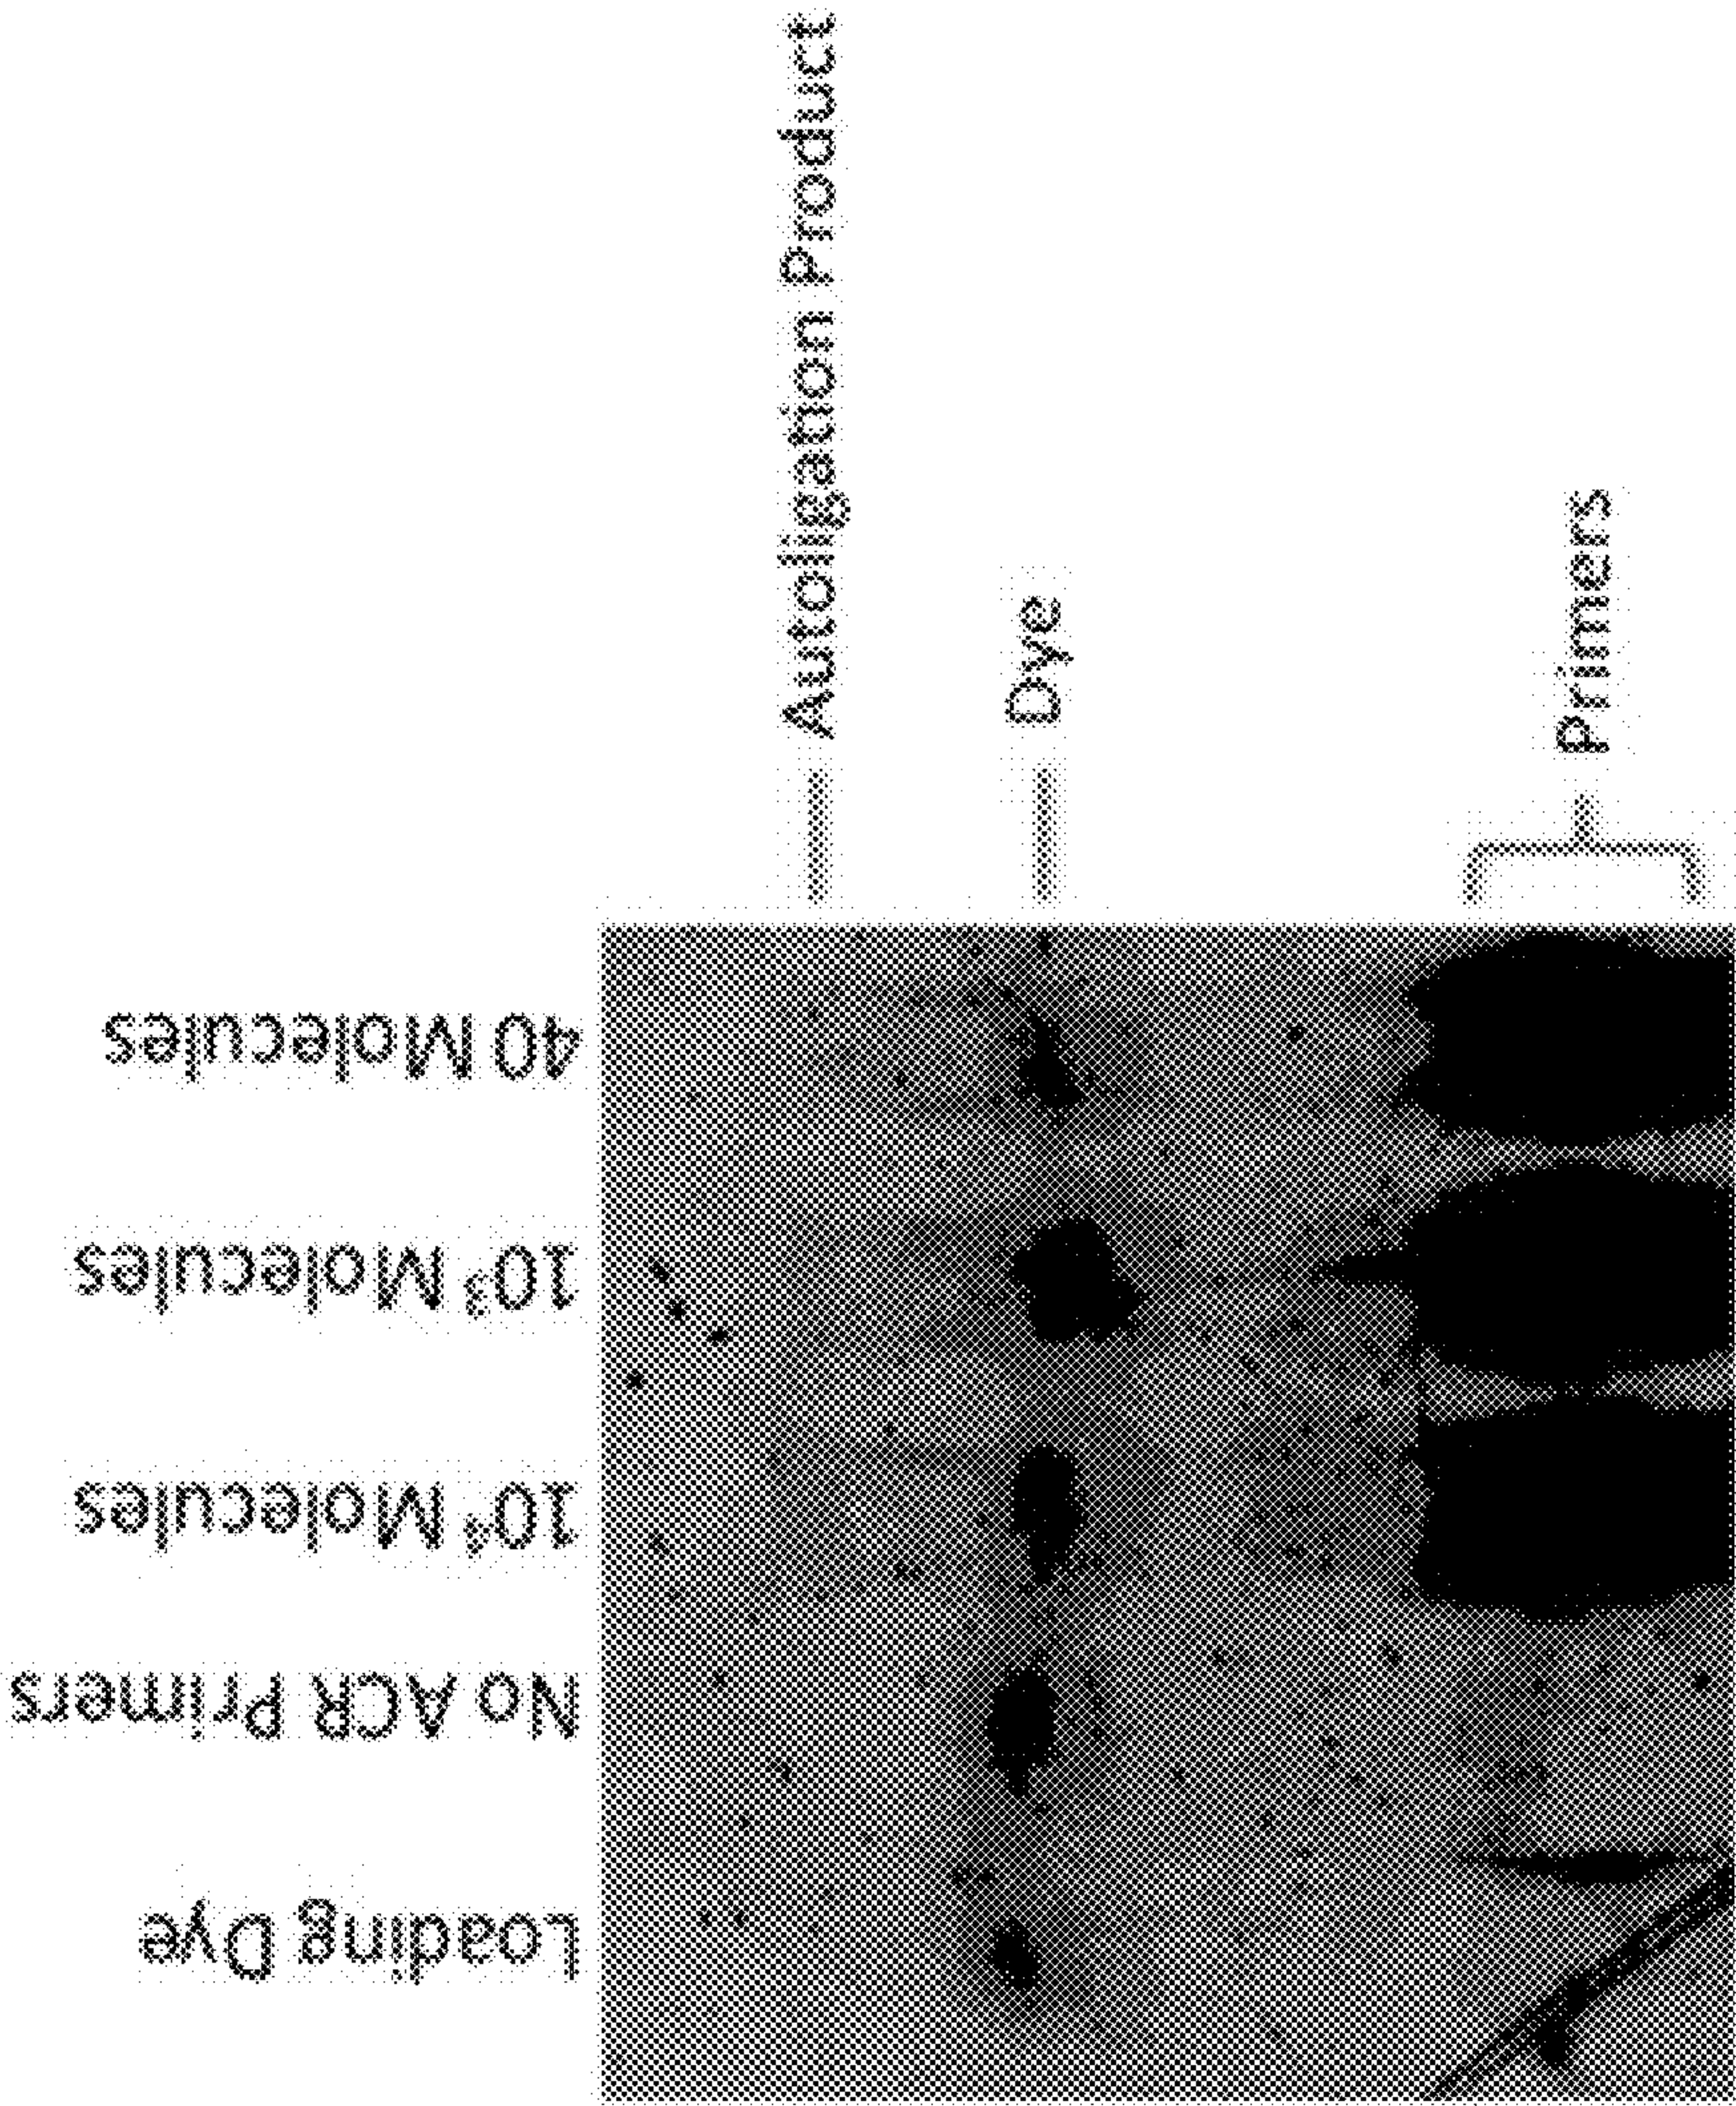 Loading Dye
No ACR Primers
10⁴ Molecules
10³ Molecules
40 Molecules
Autoligation Product
Dye
Primers